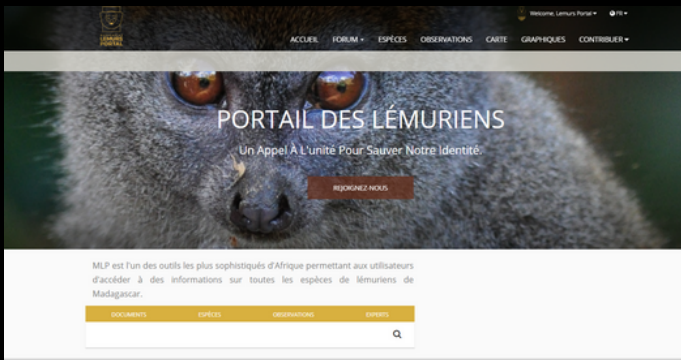 Welcome, Lemurs Portal FR
LEMURS
PORTAL
ACCUEIL FORUM ESPÈCES OBSERVATIONS CARTE GRAPHIQUES CONTRIBUER
PORTAIL DES LÉMURIENS
Un Appel À L'unité Pour Sauver Notre Identité.
REJOIGNEZ-NOUS
MLP est l'un des outils les plus sophistiqués d'Afrique permettant aux utilisateurs
d'accéder à des informations sur toutes les espèces de lémuriens de
Madagascar.
DOCUMENTS ESPÈCES OBSERVATIONS EXPERTS